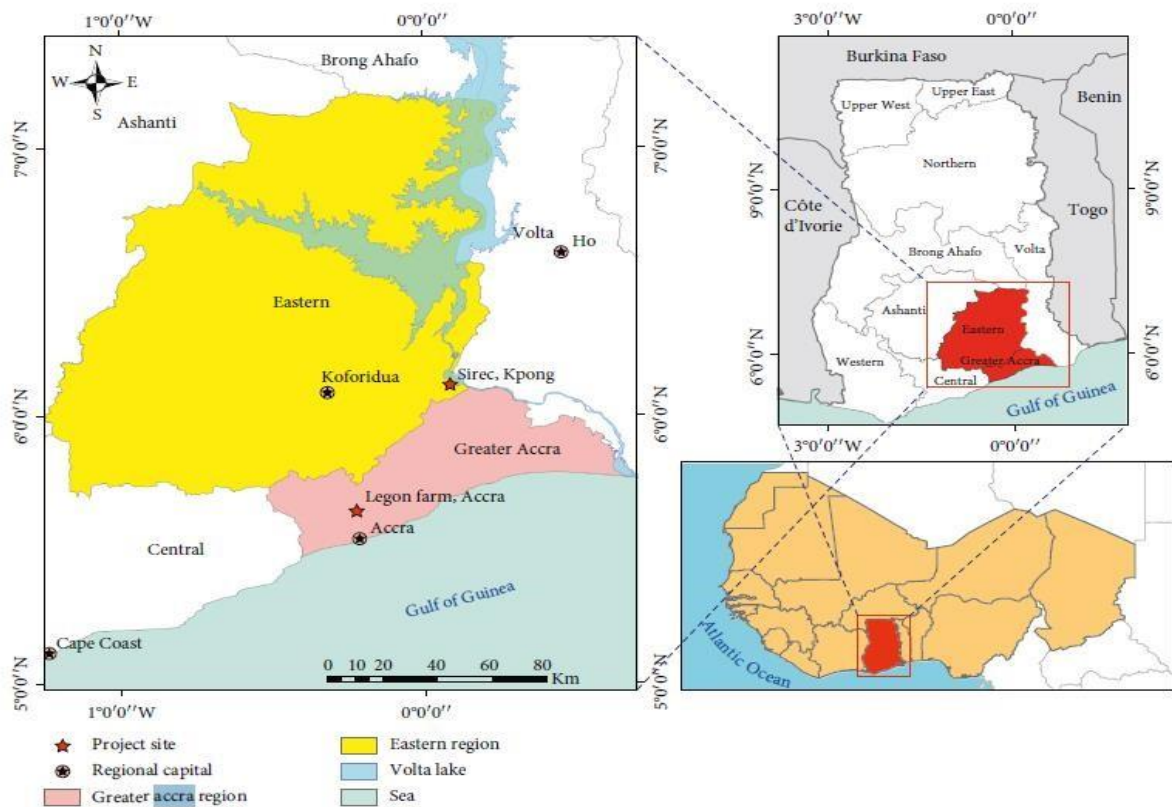 1°0′0″W 0°0′0″
N
W E
S
Brong Ahafo
Ashanti
7°0′0″N
7°0′0″N
Volta
Ho
Eastern
Koforidua
Sirec, Kpong
6°0′0″N
6°0′0″N
Greater Accra
Legon farm, Accra
Accra
Central
Gulf of Guinea
Cape Coast
0 10 20 40 60 80
Km
5°0′0″N
5°0′0″N
1°0′0″W 0°0′0″
3°0′0″W 0°0′0″
Burkina Faso
Upper West
Upper East
Benin
Northern
9°0′0″N
9°0′0″N
Côte
d'Ivorie
Togo
Brong Ahafo
Volta
Ashanti
Eastern
Western
Greater Accra
Central
6°0′0″N
6°0′0″N
Gulf of Guinea
3°0′0″W 0°0′0″
Atlantic Ocean
Project site
Regional capital
Greater accra region
Eastern region
Volta lake
Sea